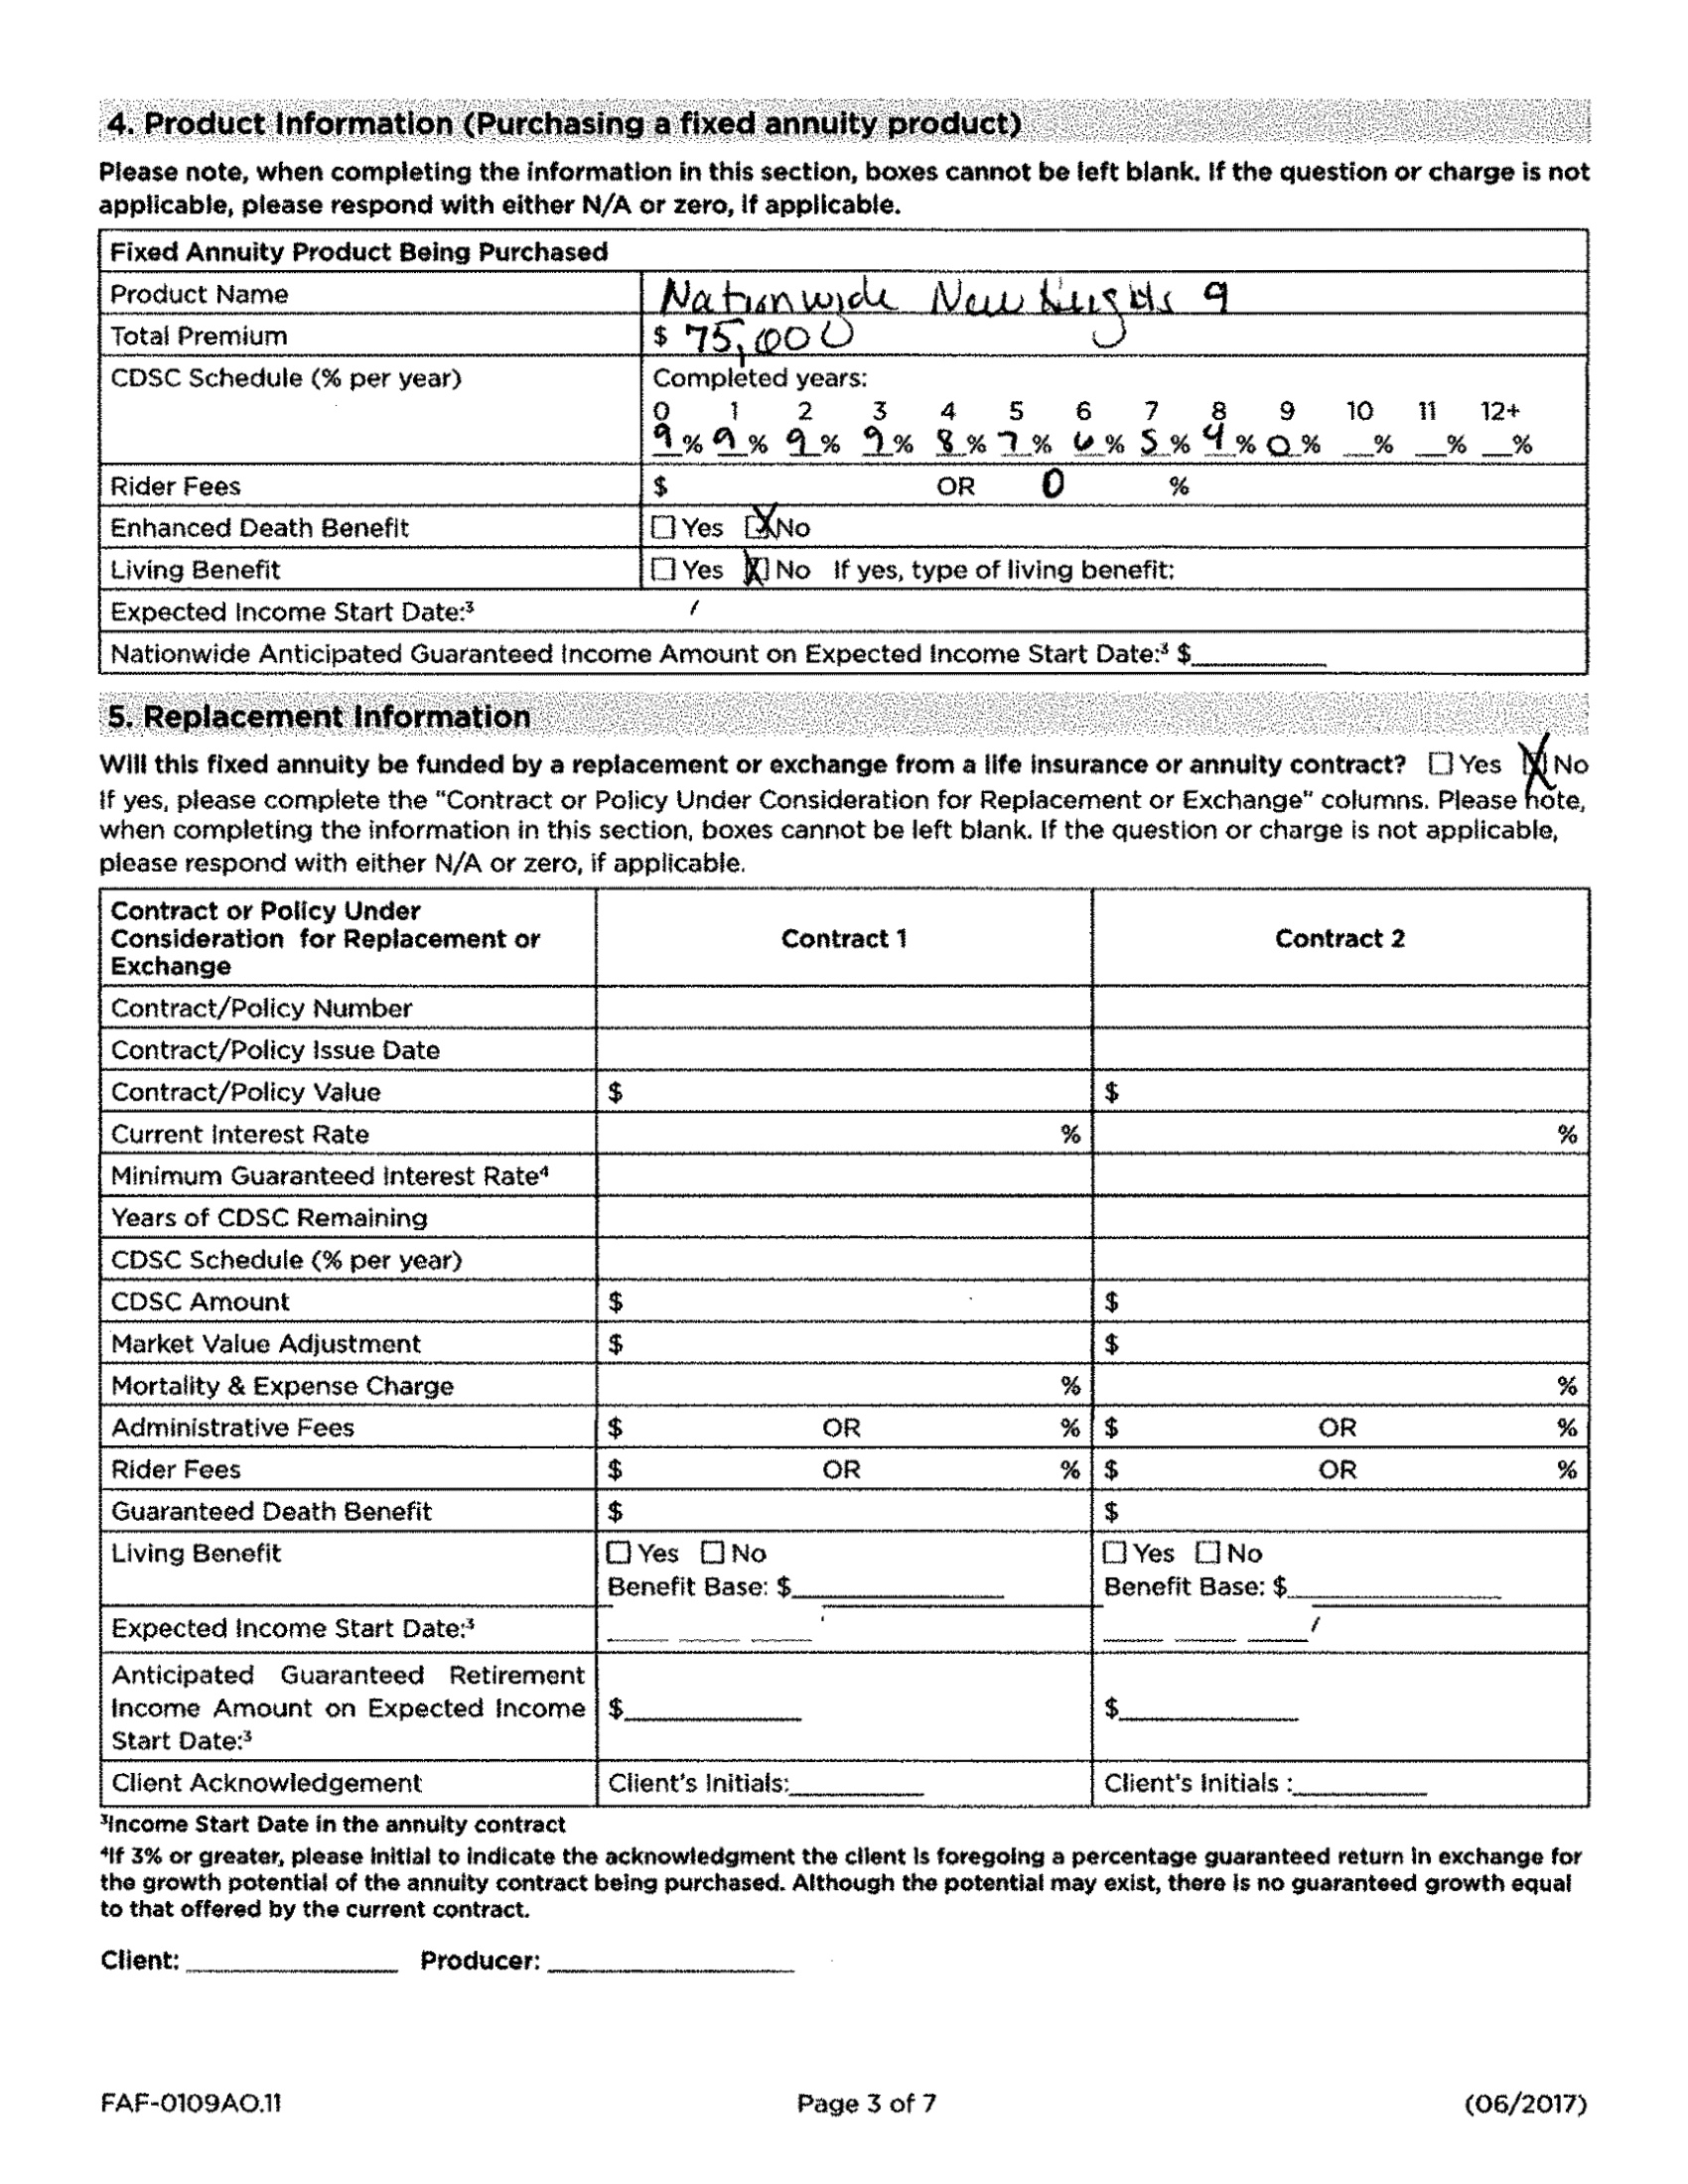 4. Product Information (Purchasing a fixed annuity product)
Please note, when completing the information in this section, boxes cannot be left blank. If the question or charge is not
applicable, please respond with either N/A or zero, if applicable.
Fixed Annuity Product Being Purchased
Product Name Nationwide New Heights 9
Total Premium $ 75,000
CDSC Schedule (% per year) Completed years:
0 1 2 3 4 5 6 7 8 9 10 11 12+
9 % 9 % 9 % 9 % 8 % 7 % 6 % 5 % 4 % 0 % __% __% __%
Rider Fees $ OR 0 %
Enhanced Death Benefit ☐ Yes ☒ No
Living Benefit ☐ Yes ☒ No If yes, type of living benefit:
Expected Income Start Date:³ /
Nationwide Anticipated Guaranteed Income Amount on Expected Income Start Date:³ $__________
5. Replacement Information
Will this fixed annuity be funded by a replacement or exchange from a life insurance or annuity contract? ☐ Yes ☒ No
If yes, please complete the "Contract or Policy Under Consideration for Replacement or Exchange" columns. Please note,
when completing the information in this section, boxes cannot be left blank. If the question or charge is not applicable,
please respond with either N/A or zero, if applicable.
Contract or Policy Under
Consideration for Replacement or
Exchange
Contract 1 Contract 2
Contract/Policy Number
Contract/Policy Issue Date
Contract/Policy Value $ $
Current Interest Rate % %
Minimum Guaranteed Interest Rate⁴
Years of CDSC Remaining
CDSC Schedule (% per year)
CDSC Amount $ $
Market Value Adjustment $ $
Mortality & Expense Charge % %
Administrative Fees $ OR % $ OR %
Rider Fees $ OR % $ OR %
Guaranteed Death Benefit $ $
Living Benefit ☐ Yes ☐ No ☐ Yes ☐ No
Benefit Base: $__________ Benefit Base: $__________
Expected Income Start Date:³ ___ ___ ___ ' ___ ___ ___ /
Anticipated Guaranteed Retirement
Income Amount on Expected Income $__________ $__________
Start Date:³
Client Acknowledgement Client's Initials:__________ Client's Initials :__________
³Income Start Date in the annuity contract
⁴If 3% or greater, please initial to indicate the acknowledgment the client is foregoing a percentage guaranteed return in exchange for
the growth potential of the annuity contract being purchased. Although the potential may exist, there is no guaranteed growth equal
to that offered by the current contract.
Client: __________ Producer: __________
FAF-0109AO.11 Page 3 of 7 (06/2017)